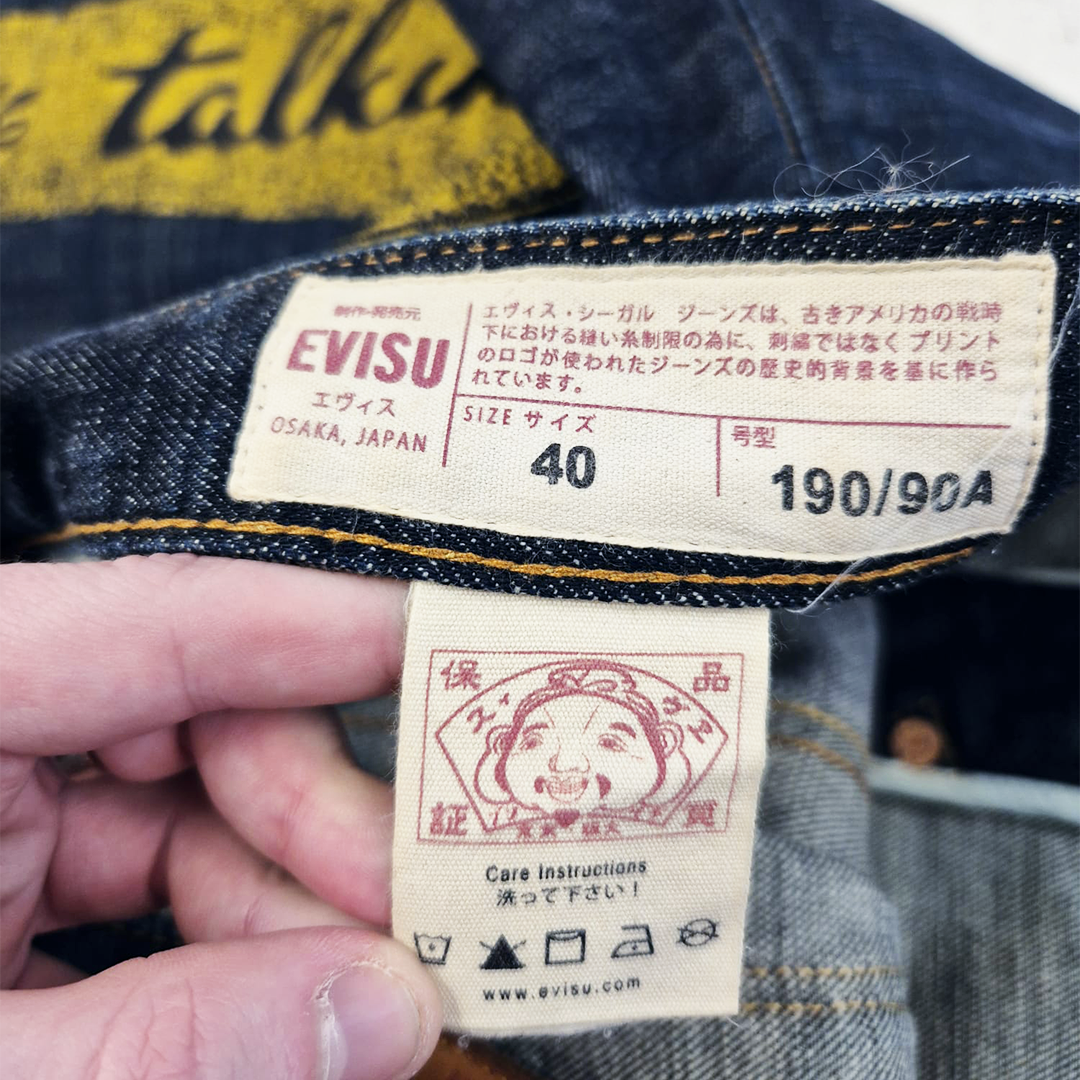 talkin
制作・発売元
EVISU
エヴィス
OSAKA, JAPAN
エヴィス・シーガル　ジーンズは、古きアメリカの戦時
下における縫い糸制限の為に、刺繍ではなくプリント
のロゴが使われたジーンズの歴史的背景を基に作ら
れています。
SIZE サイズ
40
号型
190/90A
保 品
証 質
Care Instructions
洗って下さい！
www.evisu.com